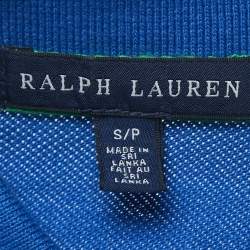 RALPH LAUREN
S/P
MADE IN
SRI
LANKA
FAIT AU
SRI
LANKA